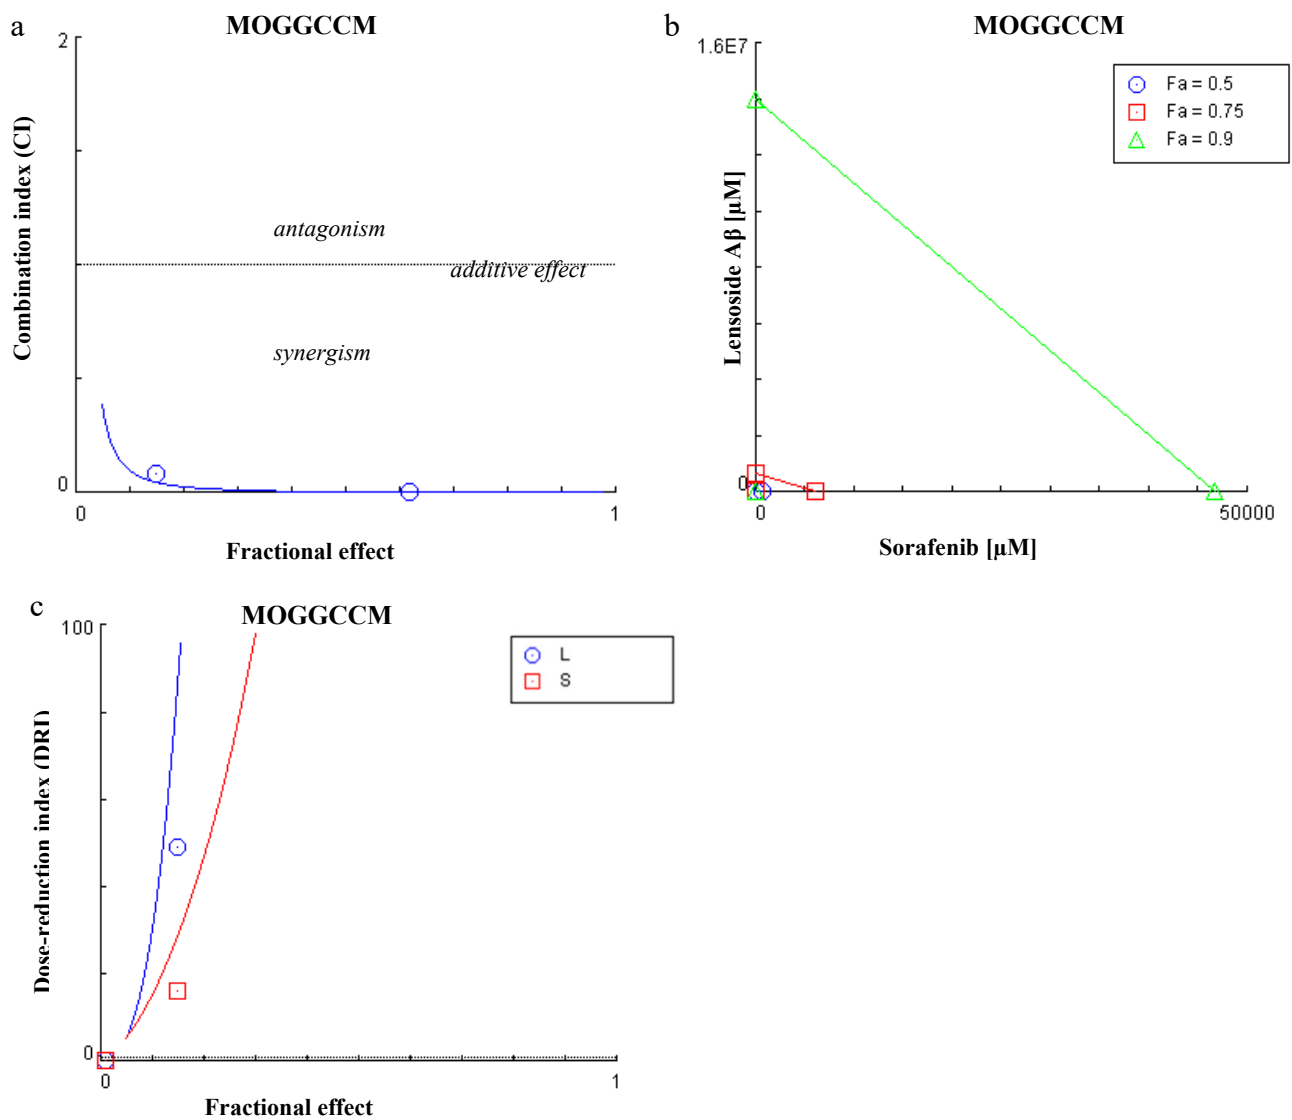 a
MOGGCCM
2
Combination index (CI)
antagonism
additive effect
synergism
0
0
1
Fractional effect
b
MOGGCCM
1.6E7
Fa = 0.5
Fa = 0.75
Fa = 0.9
Lensoside Aβ [µM]
0
0
50000
Sorafenib [µM]
c
MOGGCCM
100
L
S
Dose-reduction index (DRI)
0
0
1
Fractional effect